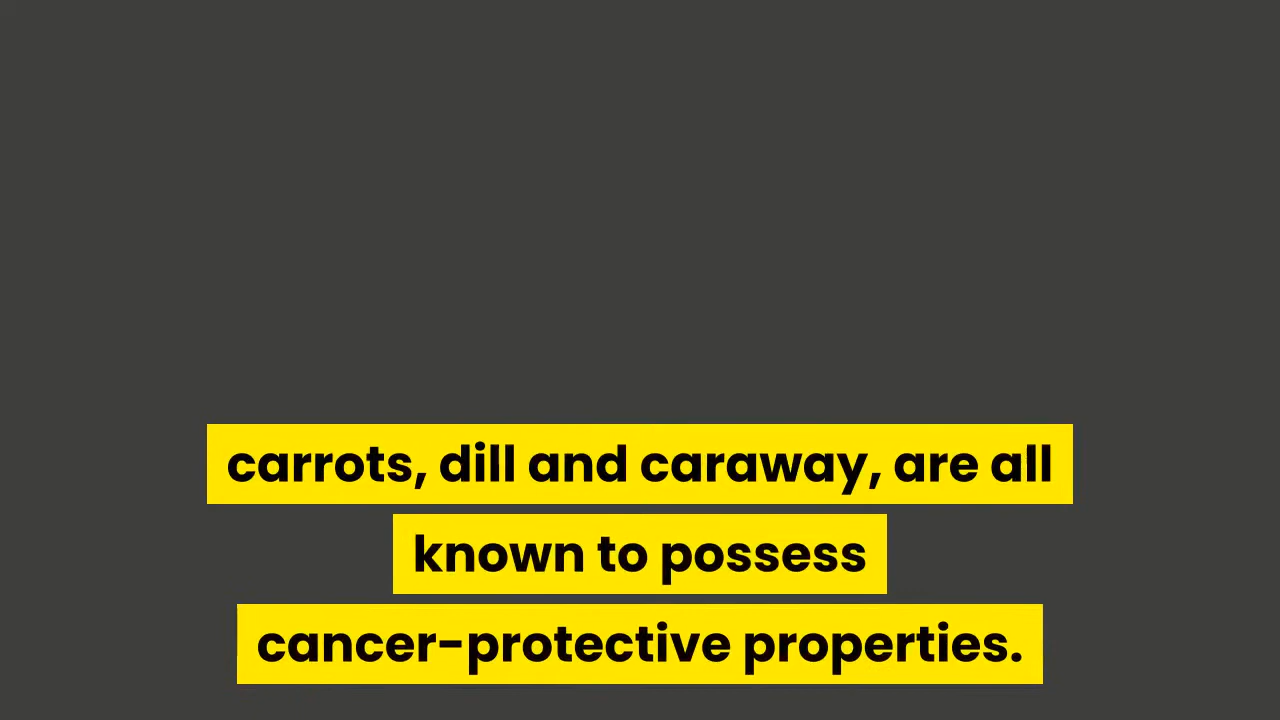 carrots, dill and caraway, are all
known to possess
cancer-protective properties.